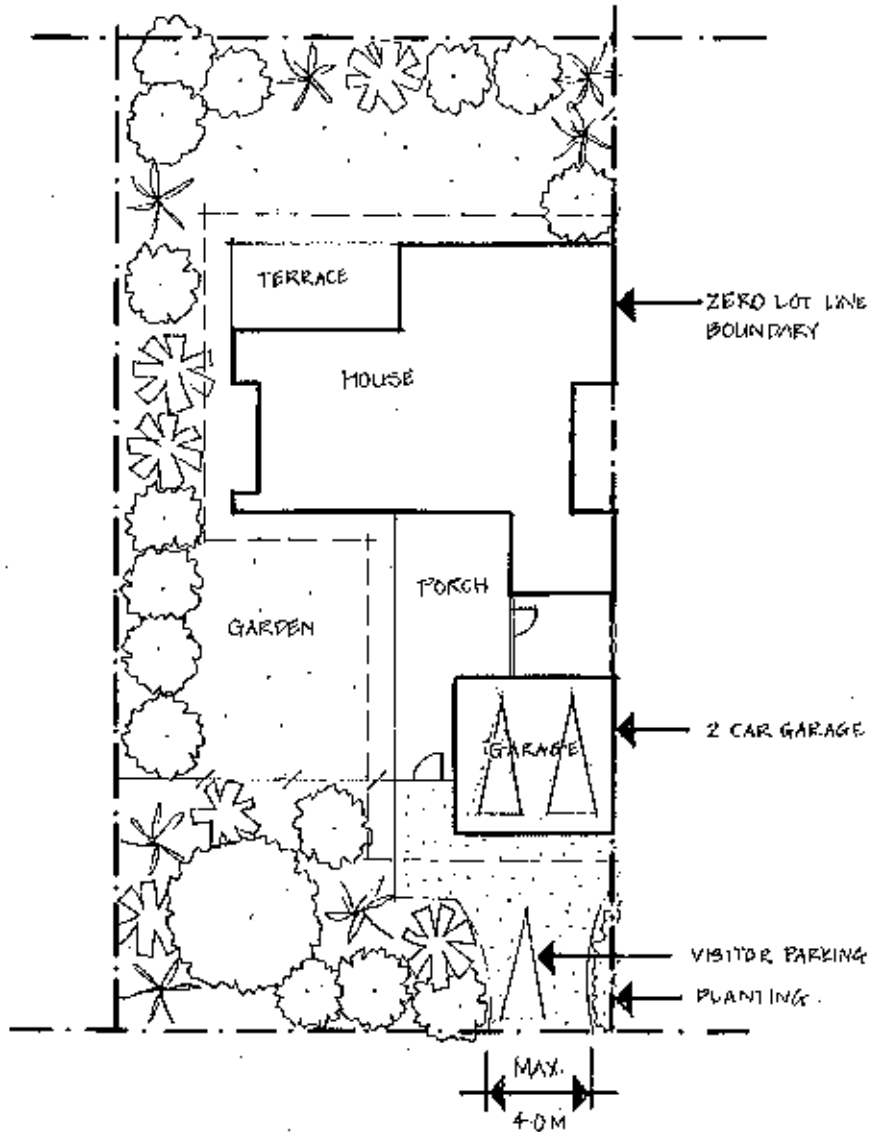 TERRACE
ZERO LOT LINE
BOUNDARY
HOUSE
PORCH
GARDEN
GARAGE
2 CAR GARAGE
VISITOR PARKING
PLANTING.
MAX.
4.0M